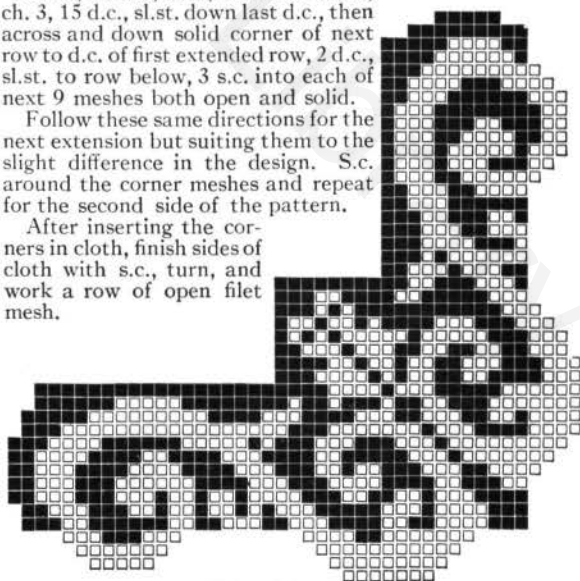 ch. 3, 15 d.c., sl.st. down last d.c., then
across and down solid corner of next
row to d.c. of first extended row, 2 d.c.,
sl.st. to row below, 3 s.c. into each of
next 9 meshes both open and solid.
Follow these same directions for the
next extension but suiting them to the
slight difference in the design. S.c.
around the corner meshes and repeat
for the second side of the pattern.
After inserting the cor-
ners in cloth, finish sides of
cloth with s.c., turn, and
work a row of open filet
mesh.